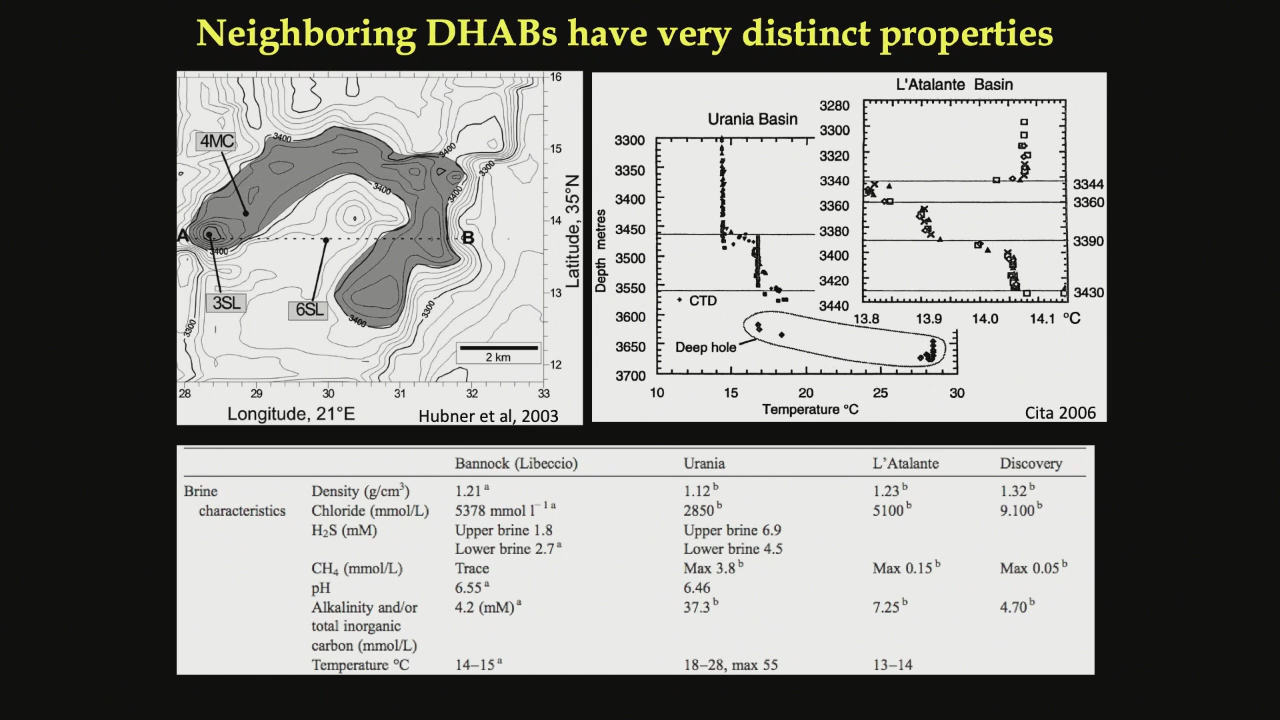 Neighboring DHABs have very distinct properties
4MC
3400
3400
3300
3400
3400
A
3400
B
3SL
6SL
3300
3400
3300
2 km
16
15
14
13
12
Latitude, 35°N
28 29 30 31 32 33
Longitude, 21°E
Hubner et al, 2003
Urania Basin
3300
3350
3400
3450
3500
3550
3600
3650
3700
Depth metres
CTD
Deep hole
10 15 20 25 30
Temperature °C
L'Atalante Basin
3280
3300
3320
3340
3360
3380
3400
3420
3440
3344
3360
3390
3430
13.8 13.9 14.0 14.1 °C
Cita 2006
Bannock (Libeccio) Urania L'Atalante Discovery
Brine Density (g/cm³) 1.21 a 1.12 b 1.23 b 1.32 b
characteristics Chloride (mmol/L) 5378 mmol l⁻¹ a 2850 b 5100 b 9.100 b
H₂S (mM) Upper brine 1.8 Upper brine 6.9
Lower brine 2.7 a Lower brine 4.5
CH₄ (mmol/L) Trace Max 3.8 b Max 0.15 b Max 0.05 b
pH 6.55 a 6.46
Alkalinity and/or 4.2 (mM) a 37.3 b 7.25 b 4.70 b
total inorganic
carbon (mmol/L)
Temperature °C 14–15 a 18–28, max 55 13–14